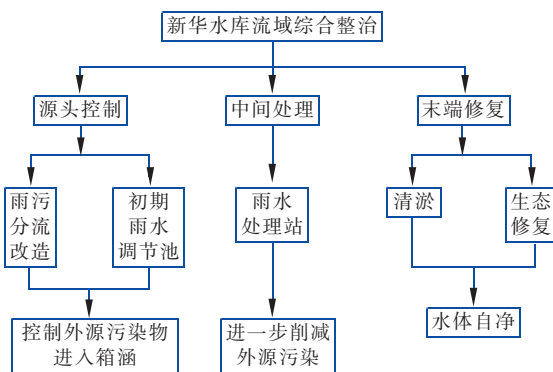 新华水库流域综合整治
源头控制
中间处理
末端修复
雨污
分流
改造
初期
雨水
调节池
雨水
处理站
清淤
生态
修复
控制外源污染物
进入箱涵
进一步削减
外源污染
水体自净